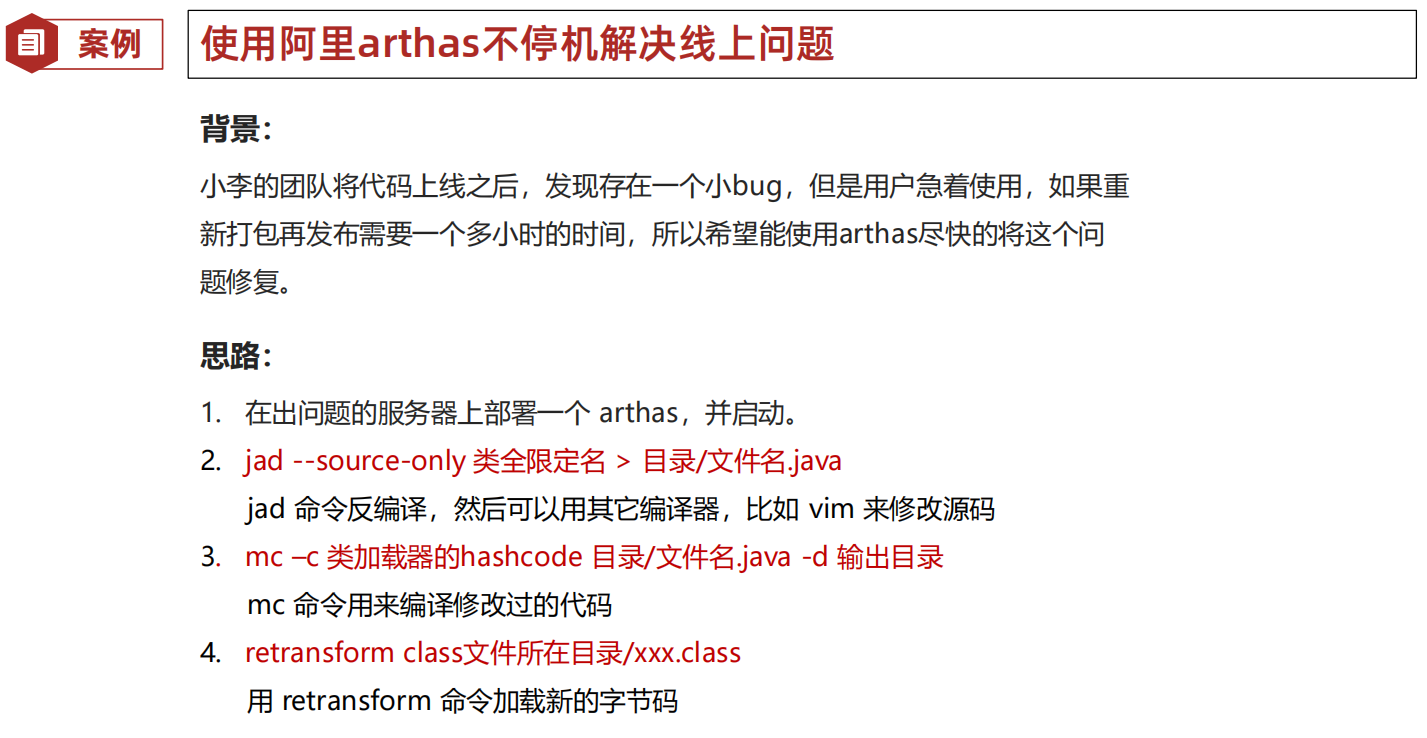 案例
使用阿里arthas不停机解决线上问题
背景：
小李的团队将代码上线之后，发现存在一个小bug，但是用户急着使用，如果重
新打包再发布需要一个多小时的时间，所以希望能使用arthas尽快的将这个问
题修复。
思路：
1. 在出问题的服务器上部署一个 arthas，并启动。
2. jad --source-only 类全限定名 > 目录/文件名.java
jad 命令反编译，然后可以用其它编译器，比如 vim 来修改源码
3. mc –c 类加载器的hashcode 目录/文件名.java -d 输出目录
mc 命令用来编译修改过的代码
4. retransform class文件所在目录/xxx.class
用 retransform 命令加载新的字节码